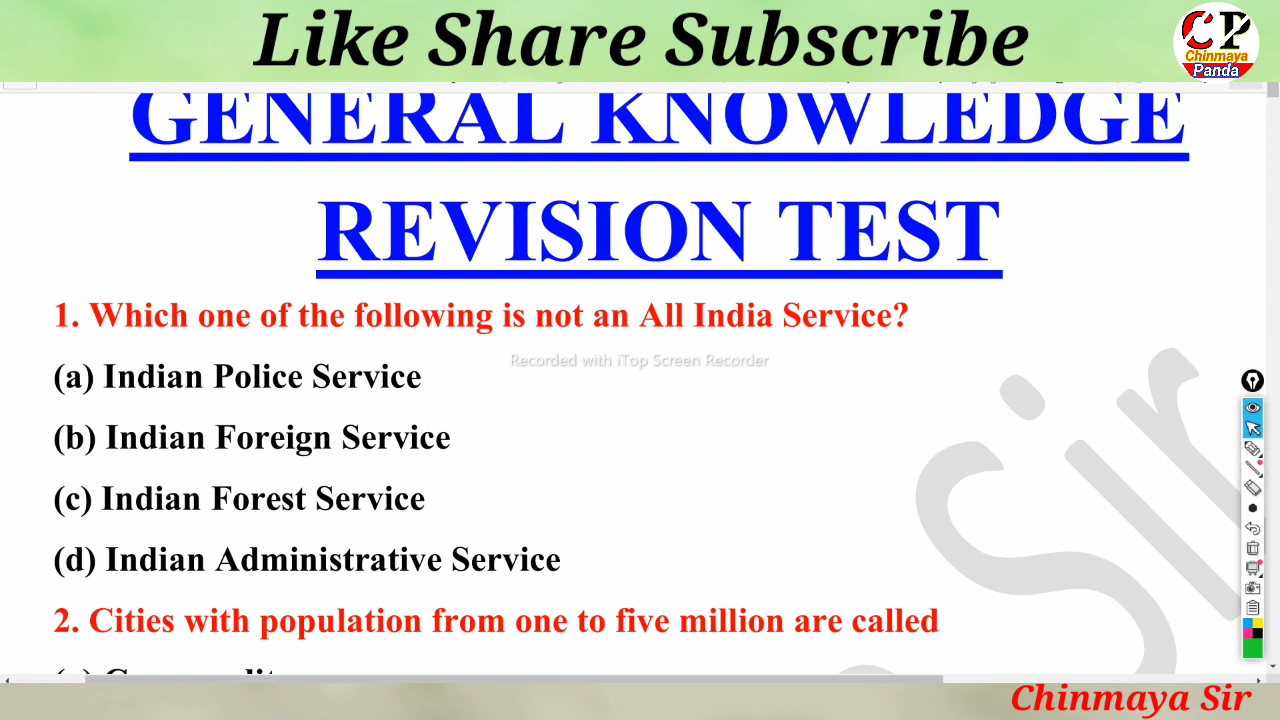 Like Share Subscribe
CP
Chinmaya
Panda
GENERAL KNOWLEDGE
REVISION TEST
1. Which one of the following is not an All India Service?
Recorded with iTop Screen Recorder
(a) Indian Police Service
(b) Indian Foreign Service
(c) Indian Forest Service
(d) Indian Administrative Service
2. Cities with population from one to five million are called
Sir
Chinmaya Sir